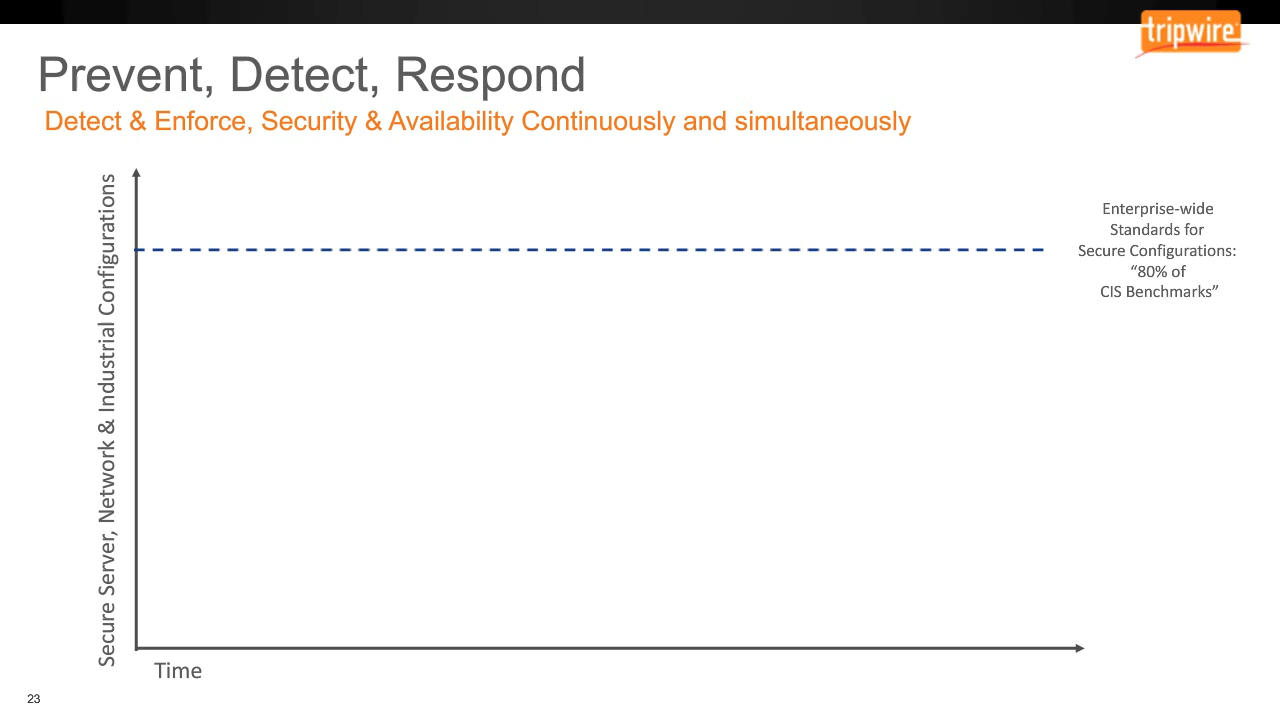 tripwire
Prevent, Detect, Respond
Detect & Enforce, Security & Availability Continuously and simultaneously
Secure Server, Network & Industrial Configurations
Enterprise-wide
Standards for
Secure Configurations:
“80% of
CIS Benchmarks”
Time
23